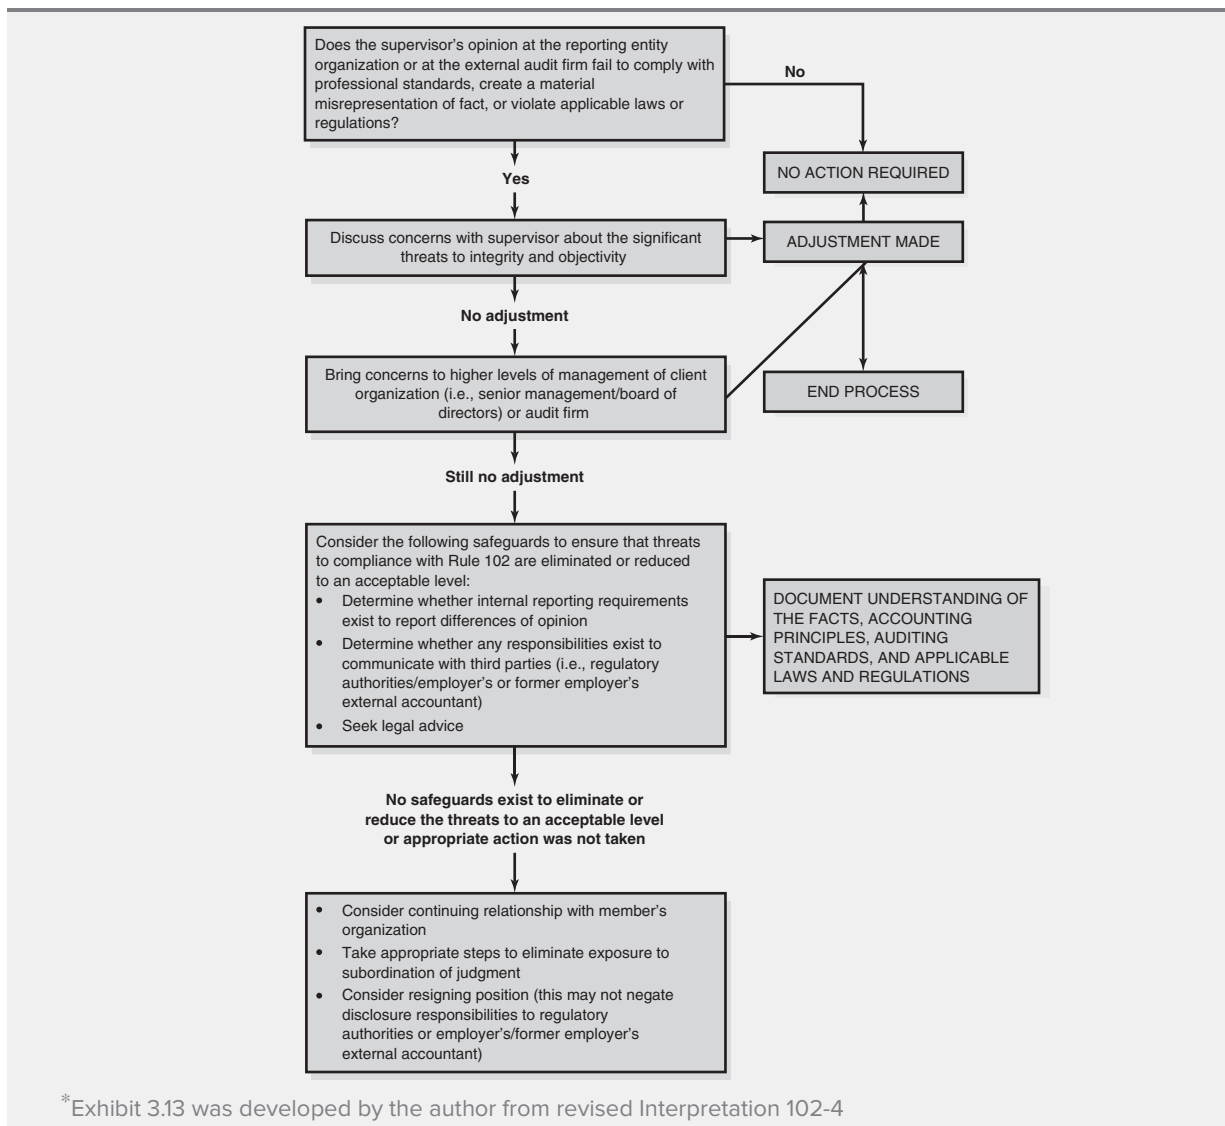 Does the supervisor's opinion at the reporting entity
organization or at the external audit firm fail to comply with
professional standards, create a material
misrepresentation of fact, or violate applicable laws or
regulations?
No
NO ACTION REQUIRED
Yes
Discuss concerns with supervisor about the significant
threats to integrity and objectivity
ADJUSTMENT MADE
No adjustment
Bring concerns to higher levels of management of client
organization (i.e., senior management/board of
directors) or audit firm
END PROCESS
Still no adjustment
Consider the following safeguards to ensure that threats
to compliance with Rule 102 are eliminated or reduced
to an acceptable level:
• Determine whether internal reporting requirements
exist to report differences of opinion
• Determine whether any responsibilities exist to
communicate with third parties (i.e., regulatory
authorities/employer's or former employer's
external accountant)
• Seek legal advice
DOCUMENT UNDERSTANDING OF
THE FACTS, ACCOUNTING
PRINCIPLES, AUDITING
STANDARDS, AND APPLICABLE
LAWS AND REGULATIONS
No safeguards exist to eliminate or
reduce the threats to an acceptable level
or appropriate action was not taken
• Consider continuing relationship with member's
organization
• Take appropriate steps to eliminate exposure to
subordination of judgment
• Consider resigning position (this may not negate
disclosure responsibilities to regulatory
authorities or employer's/former employer's
external accountant)
*Exhibit 3.13 was developed by the author from revised Interpretation 102-4